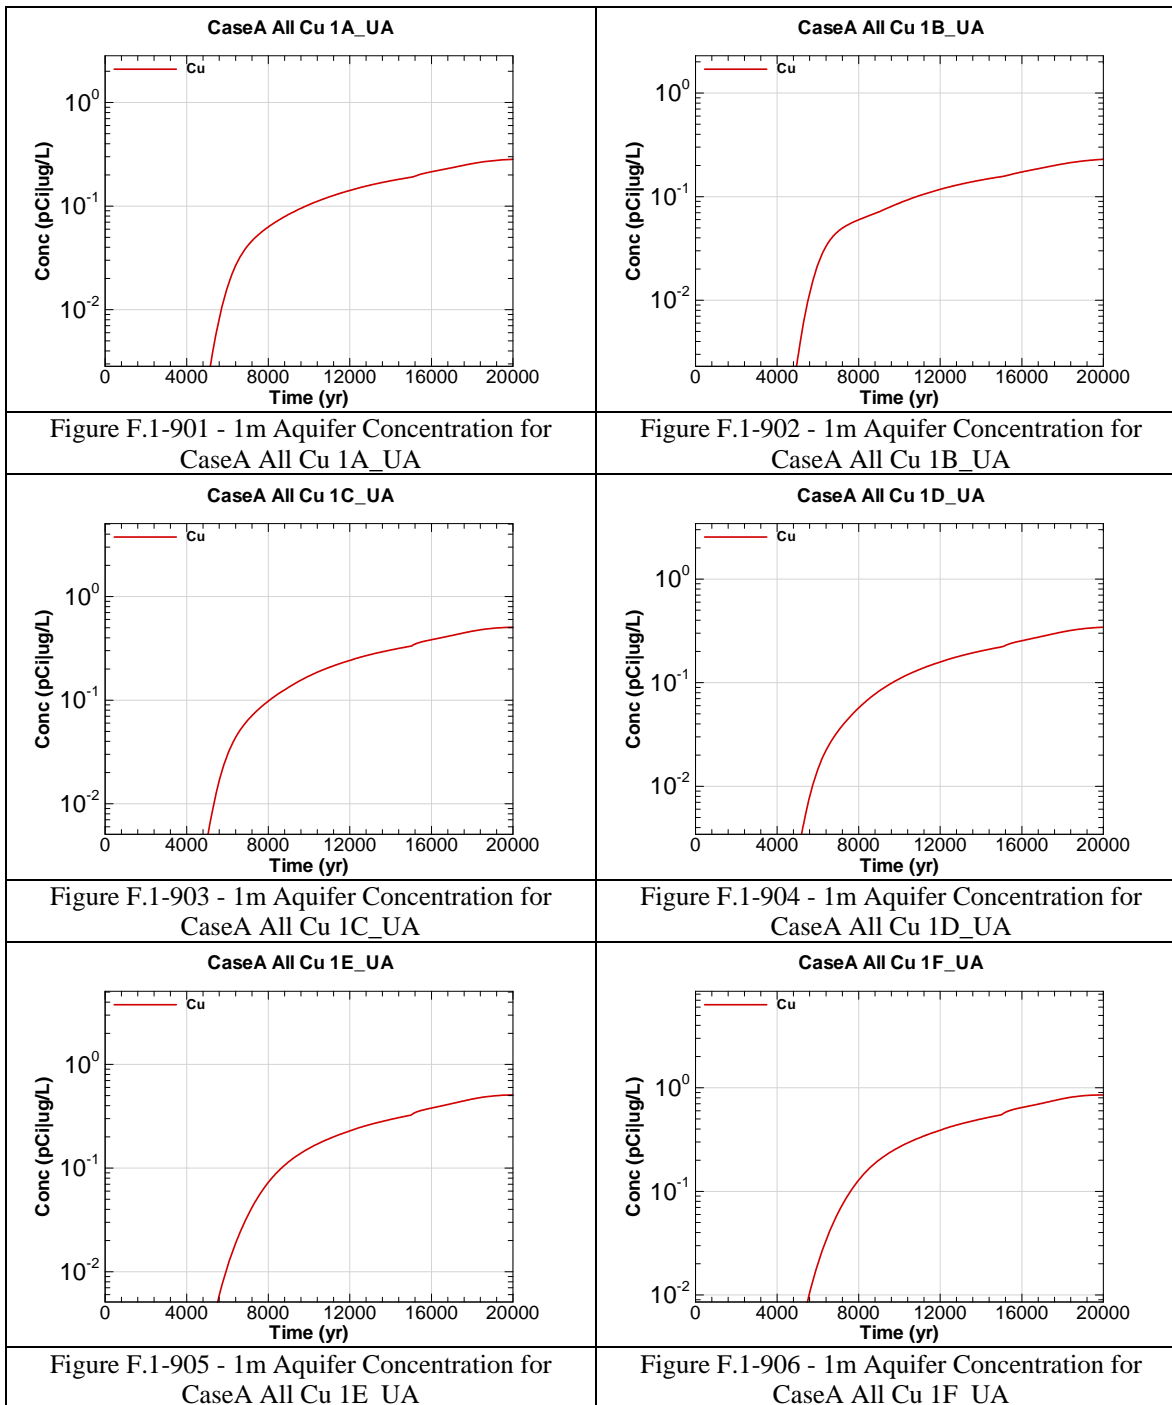 CaseA All Cu 1A_UA
Cu
10^0
10^-1
10^-2
Conc (pCi|ug/L)
0 4000 8000 12000 16000 20000
Time (yr)
Figure F.1-901 - 1m Aquifer Concentration for
CaseA All Cu 1A_UA
CaseA All Cu 1B_UA
Cu
10^0
10^-1
10^-2
Conc (pCi|ug/L)
0 4000 8000 12000 16000 20000
Time (yr)
Figure F.1-902 - 1m Aquifer Concentration for
CaseA All Cu 1B_UA
CaseA All Cu 1C_UA
Cu
10^0
10^-1
10^-2
Conc (pCi|ug/L)
0 4000 8000 12000 16000 20000
Time (yr)
Figure F.1-903 - 1m Aquifer Concentration for
CaseA All Cu 1C_UA
CaseA All Cu 1D_UA
Cu
10^0
10^-1
10^-2
Conc (pCi|ug/L)
0 4000 8000 12000 16000 20000
Time (yr)
Figure F.1-904 - 1m Aquifer Concentration for
CaseA All Cu 1D_UA
CaseA All Cu 1E_UA
Cu
10^0
10^-1
10^-2
Conc (pCi|ug/L)
0 4000 8000 12000 16000 20000
Time (yr)
Figure F.1-905 - 1m Aquifer Concentration for
CaseA All Cu 1E_UA
CaseA All Cu 1F_UA
Cu
10^0
10^-1
10^-2
Conc (pCi|ug/L)
0 4000 8000 12000 16000 20000
Time (yr)
Figure F.1-906 - 1m Aquifer Concentration for
CaseA All Cu 1F_UA